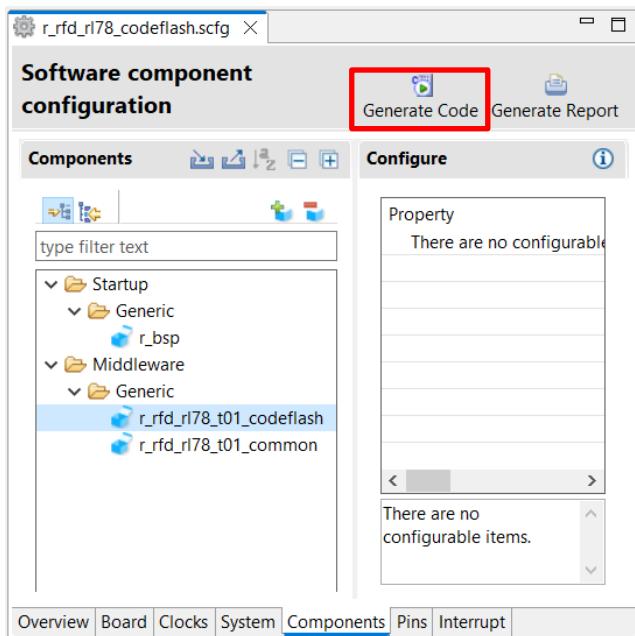 r_rfd_rl78_codeflash.scfg
Software component
configuration
Generate Code
Generate Report
Components
Configure
type filter text
Startup
Generic
r_bsp
Middleware
Generic
r_rfd_rl78_t01_codeflash
r_rfd_rl78_t01_common
Property
There are no configurable
There are no
configurable items.
Overview Board Clocks System Components Pins Interrupt